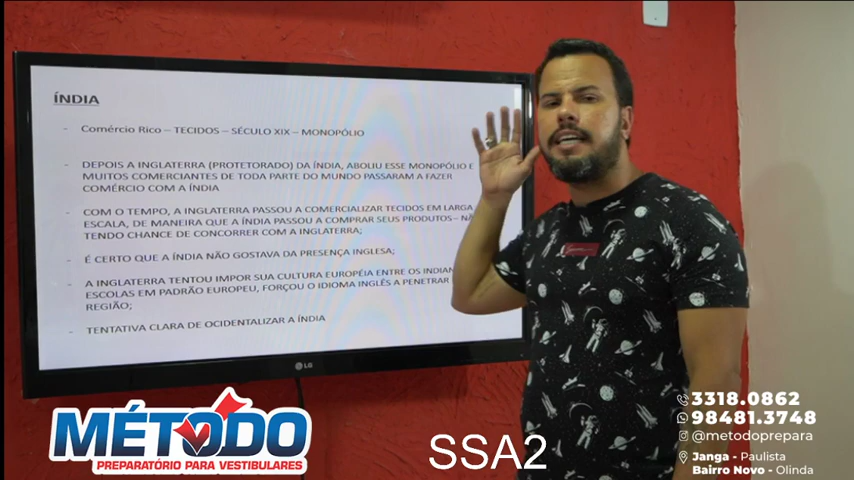 ÍNDIA
- Comércio Rico – TECIDOS – SÉCULO XIX – MONOPÓLIO
- DEPOIS A INGLATERRA (PROTETORADO) DA ÍNDIA, ABOLIU ESSE MONOPÓLIO E
MUITOS COMERCIANTES DE TODA PARTE DO MUNDO PASSARAM A FAZER
COMÉRCIO COM A ÍNDIA
- COM O TEMPO, A INGLATERRA PASSOU A COMERCIALIZAR TECIDOS EM LARGA
ESCALA, DE MANEIRA QUE A ÍNDIA PASSOU A COMPRAR SEUS PRODUTOS – NÃ
TENDO CHANCE DE CONCORRER COM A INGLATERRA;
- É CERTO QUE A ÍNDIA NÃO GOSTAVA DA PRESENÇA INGLESA;
- A INGLATERRA TENTOU IMPOR SUA CULTURA EUROPÉIA ENTRE OS INDIAN
ESCOLAS EM PADRÃO EUROPEU, FORÇOU O IDIOMA INGLÊS A PENETRAR
REGIÃO;
- TENTATIVA CLARA DE OCIDENTALIZAR A ÍNDIA
LG
MÉTODO
PREPARATÓRIO PARA VESTIBULARES
SSA2
3318.0862
98481.3748
@metodoprepara
Janga - Paulista
Bairro Novo - Olinda